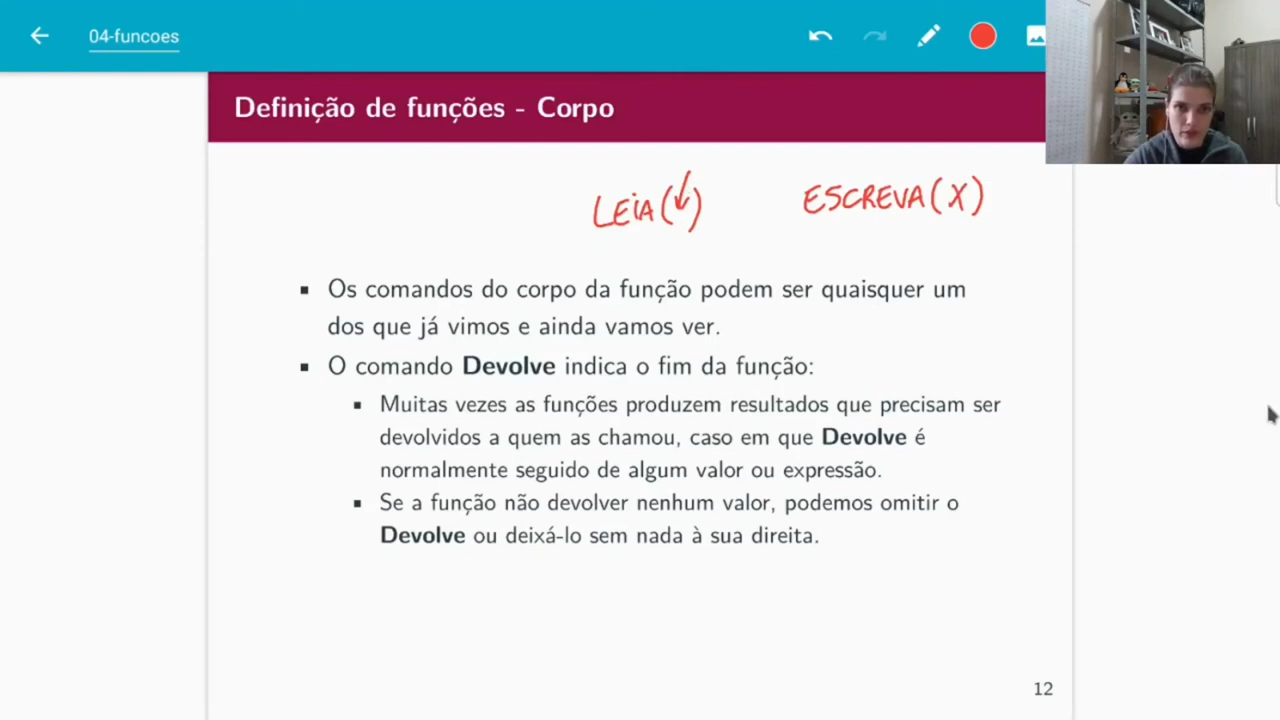 04-funcoes
Definição de funções - Corpo
LEIA( ) ESCREVA(X)
Os comandos do corpo da função podem ser quaisquer um
dos que já vimos e ainda vamos ver.
O comando Devolve indica o fim da função:
Muitas vezes as funções produzem resultados que precisam ser
devolvidos a quem as chamou, caso em que Devolve é
normalmente seguido de algum valor ou expressão.
Se a função não devolver nenhum valor, podemos omitir o
Devolve ou deixá-lo sem nada à sua direita.
12